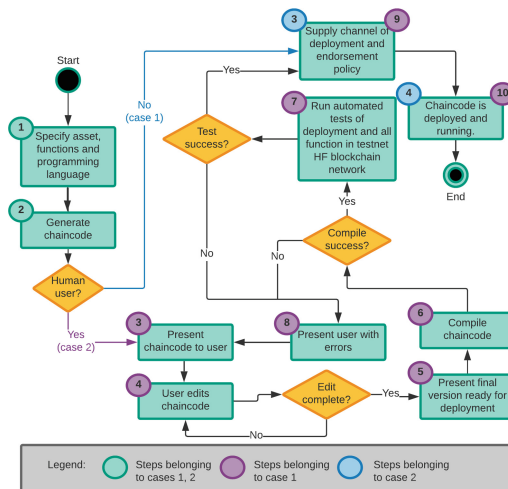 Start
1
Specify asset,
functions and
programming
language
2
Generate
chaincode
Human
user?
No
(case 1)
Yes
(case 2)
3
9
Supply channel of
deployment and
endorsement
policy
4
10
Chaincode is
deployed and
running.
End
Yes
Test
success?
No
7
Run automated
tests of
deployment and all
function in testnet
HF blockchain
network
Yes
Compile
success?
No
3
Present
chaincode to user
8
Present user with
errors
6
Compile
chaincode
4
User edits
chaincode
Edit
complete?
Yes
No
5
Present final
version ready for
deployment
Legend:
Steps belonging
to cases 1, 2
Steps belonging
to case 1
Steps belonging
to case 2